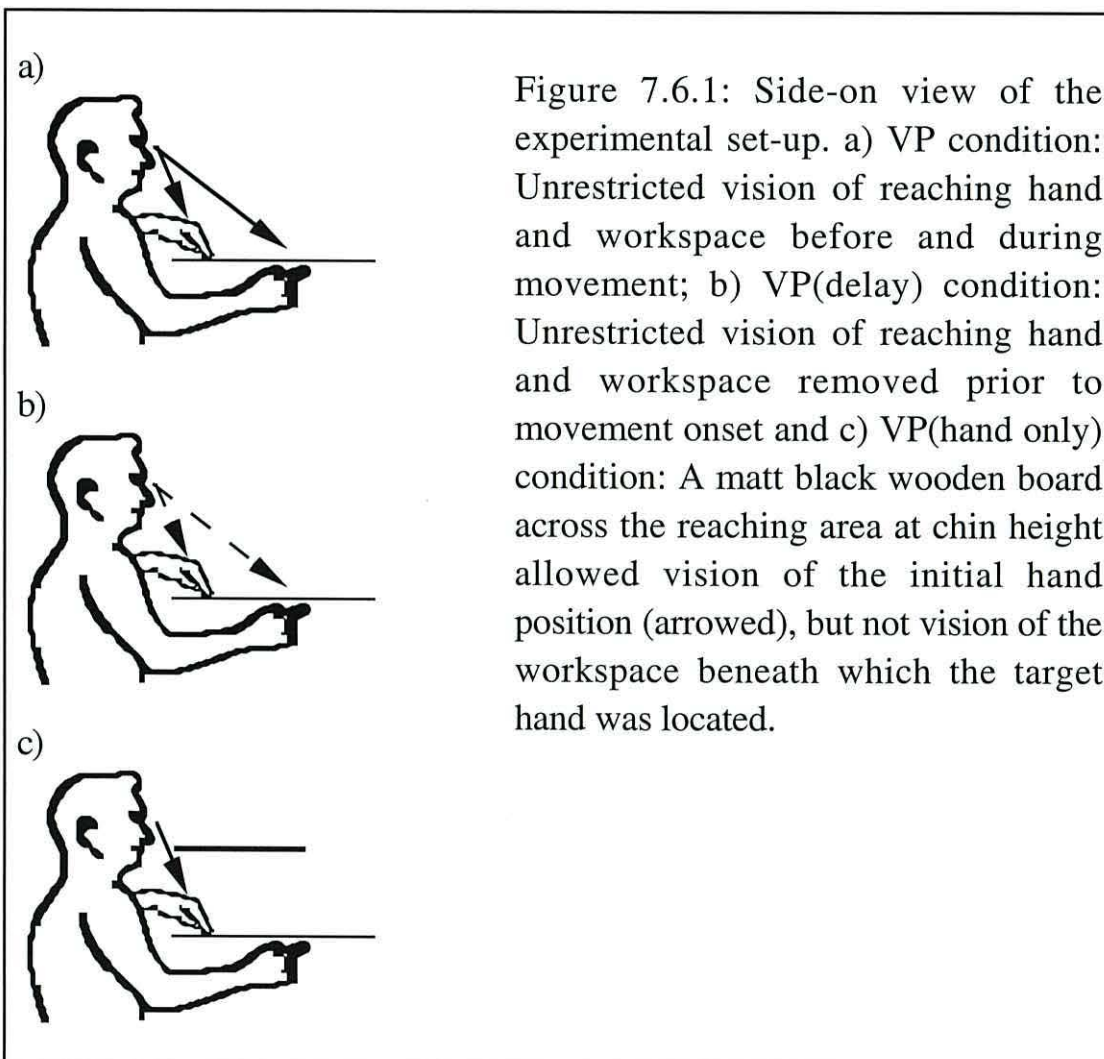 a)
Figure 7.6.1: Side-on view of the
experimental set-up. a) VP condition:
Unrestricted vision of reaching hand
and workspace before and during
movement; b) VP(delay) condition:
Unrestricted vision of reaching hand
and workspace removed prior to
movement onset and c) VP(hand only)
condition: A matt black wooden board
across the reaching area at chin height
allowed vision of the initial hand
position (arrowed), but not vision of the
workspace beneath which the target
hand was located.
b)
c)